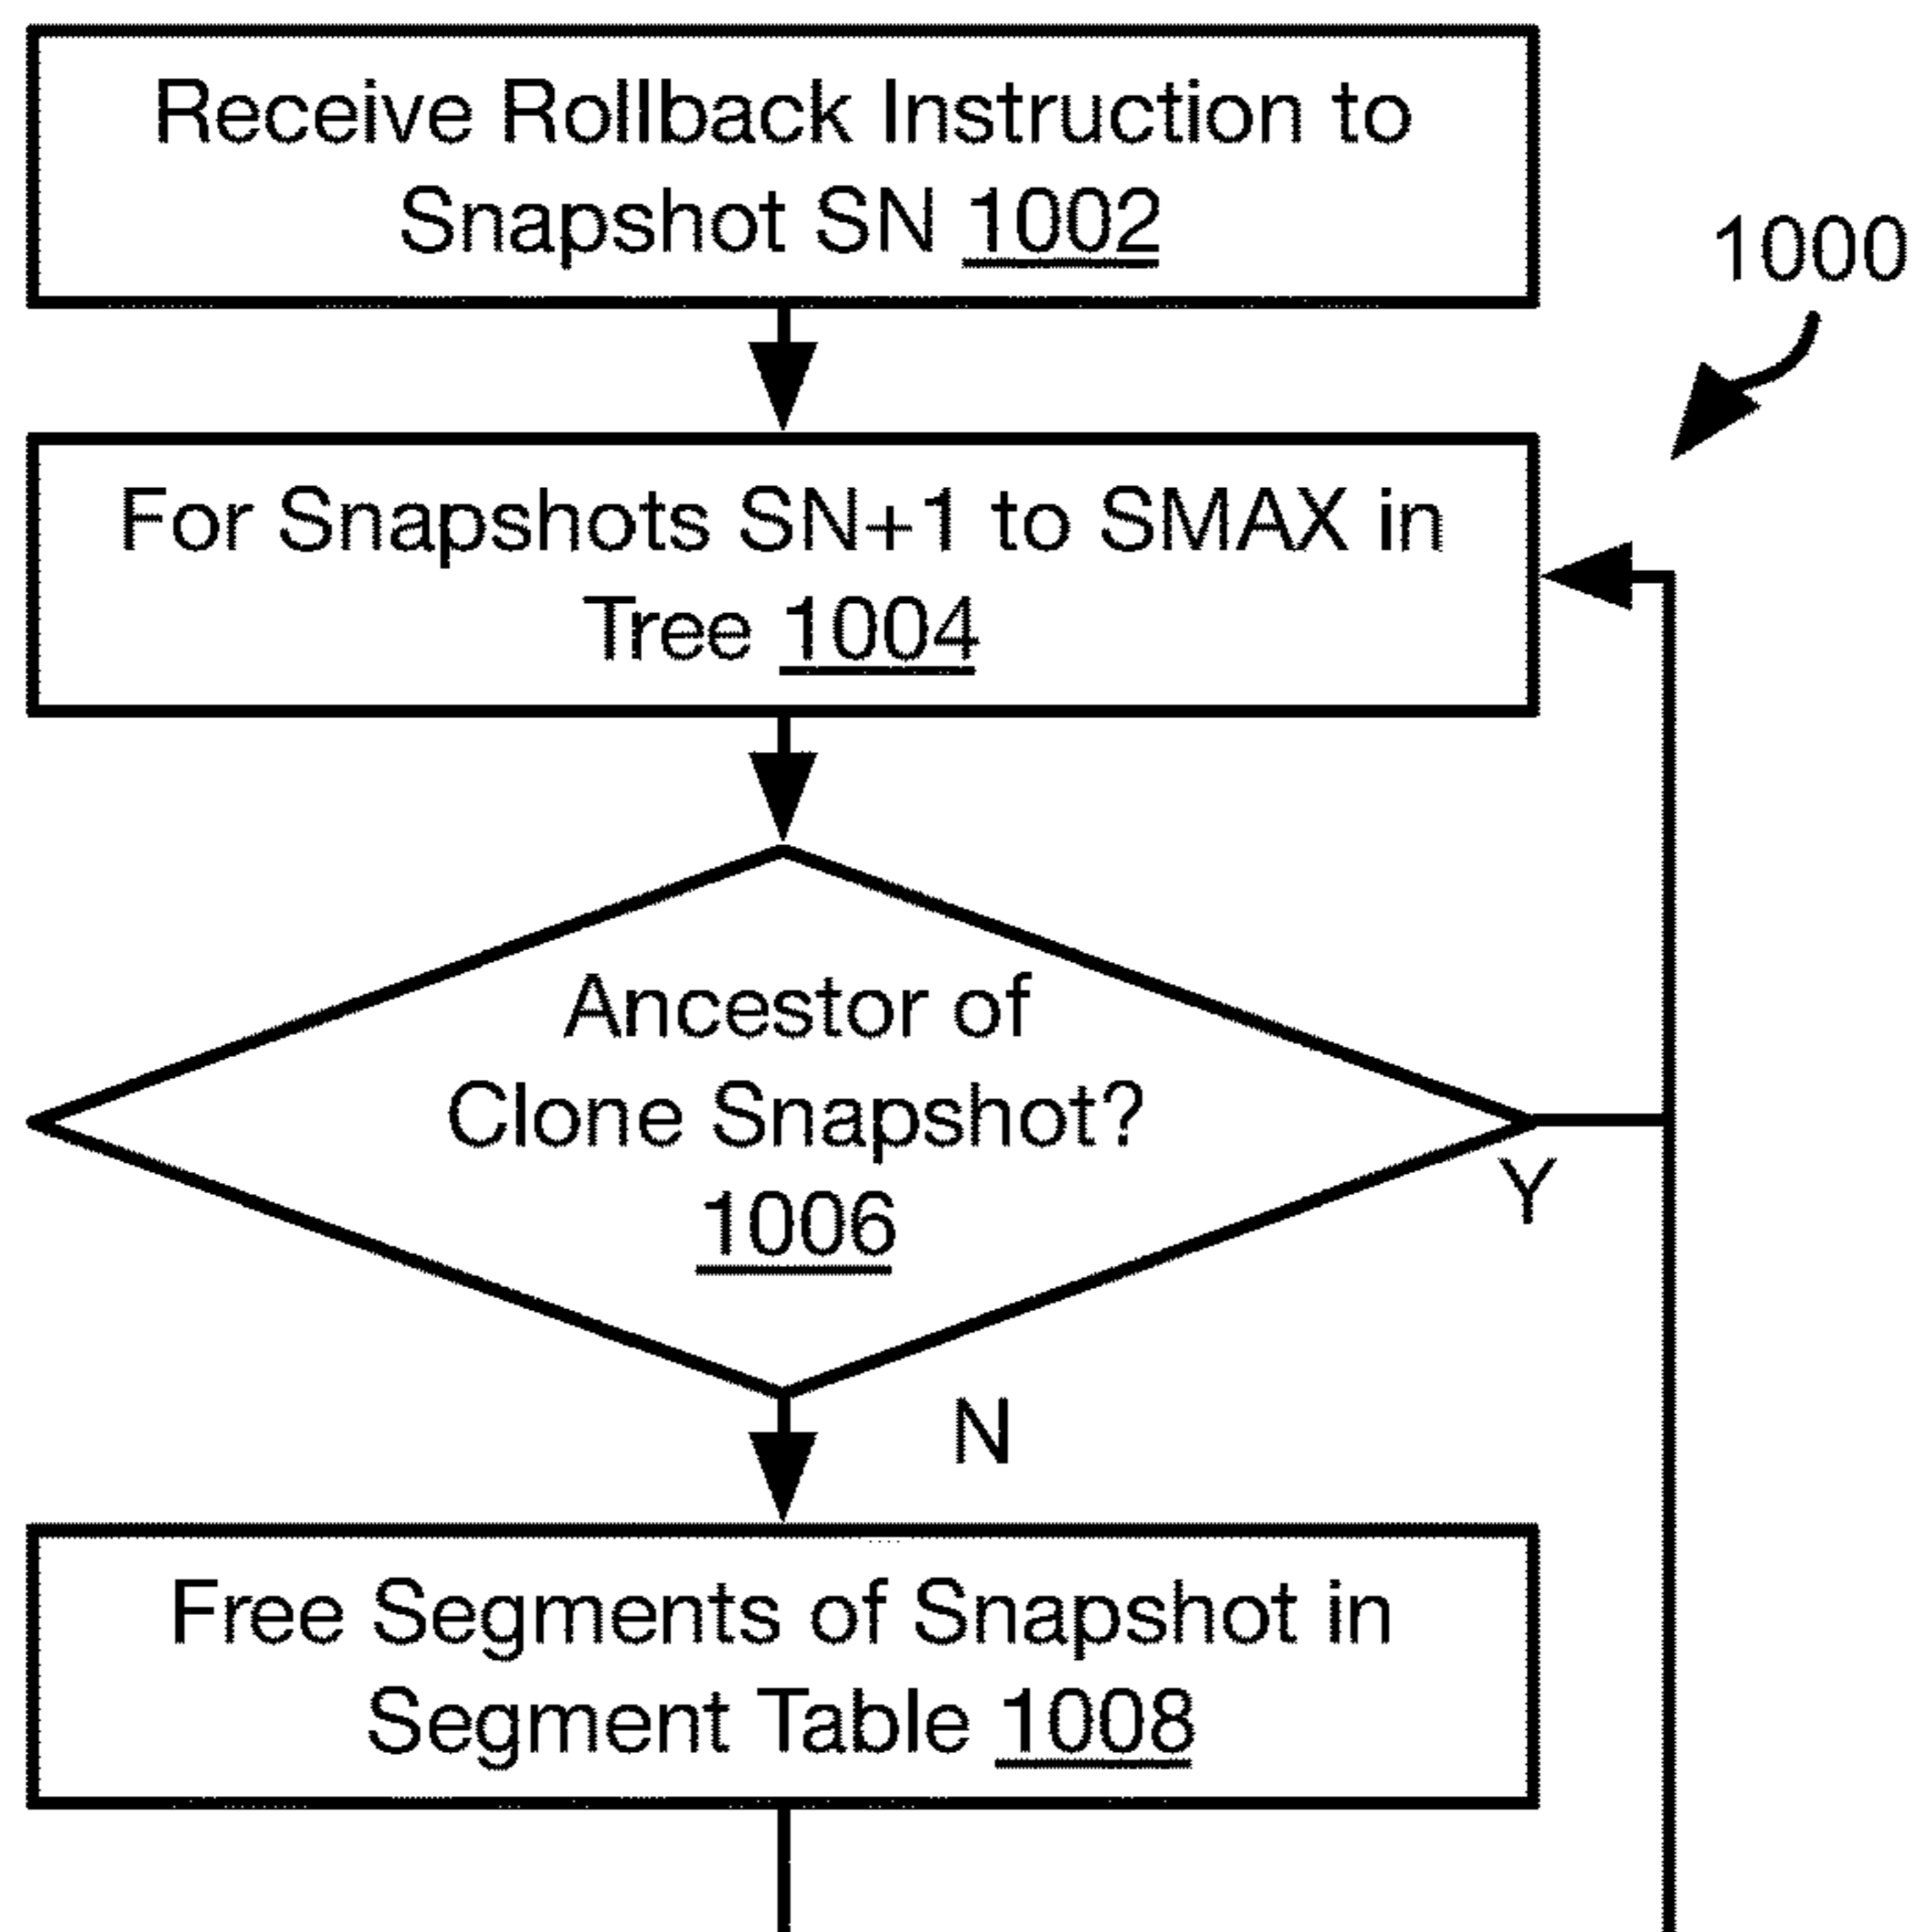 Receive Rollback Instruction to
Snapshot SN 1002
1000
For Snapshots SN+1 to SMAX in
Tree 1004
Ancestor of
Clone Snapshot?
1006
Y
N
Free Segments of Snapshot in
Segment Table 1008